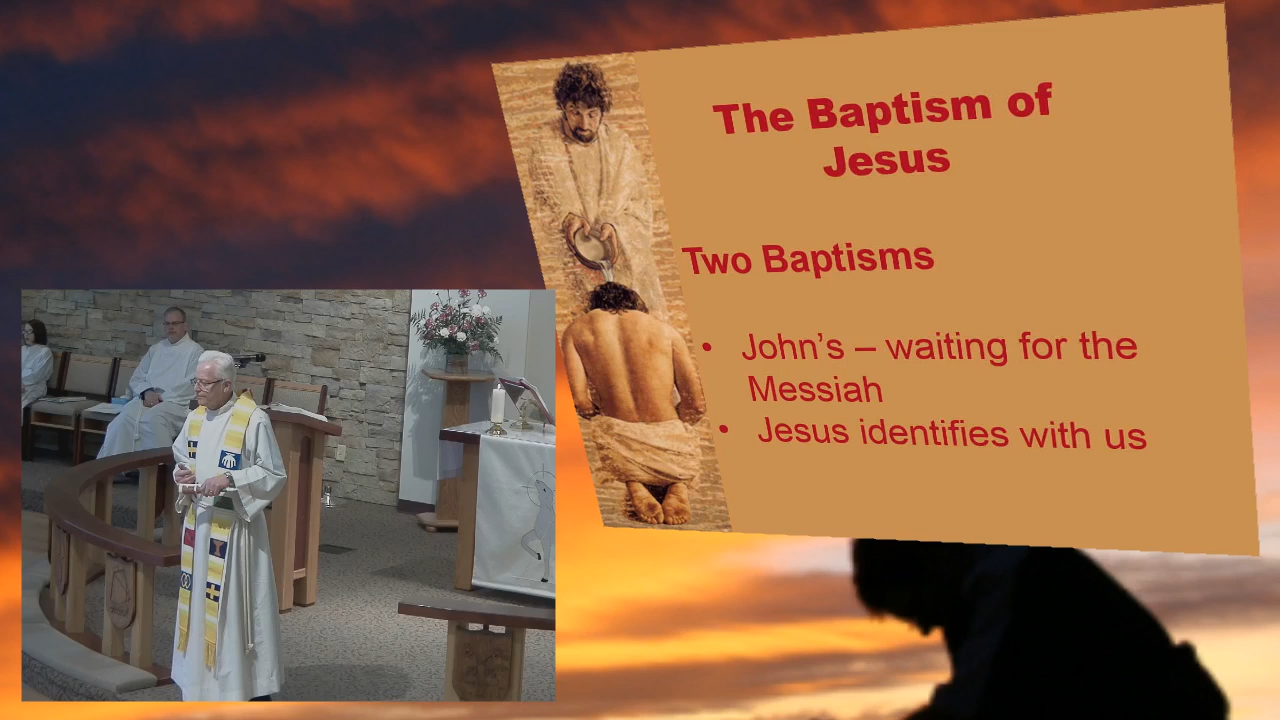 The Baptism of
Jesus
Two Baptisms
• John’s – waiting for the
Messiah
• Jesus identifies with us